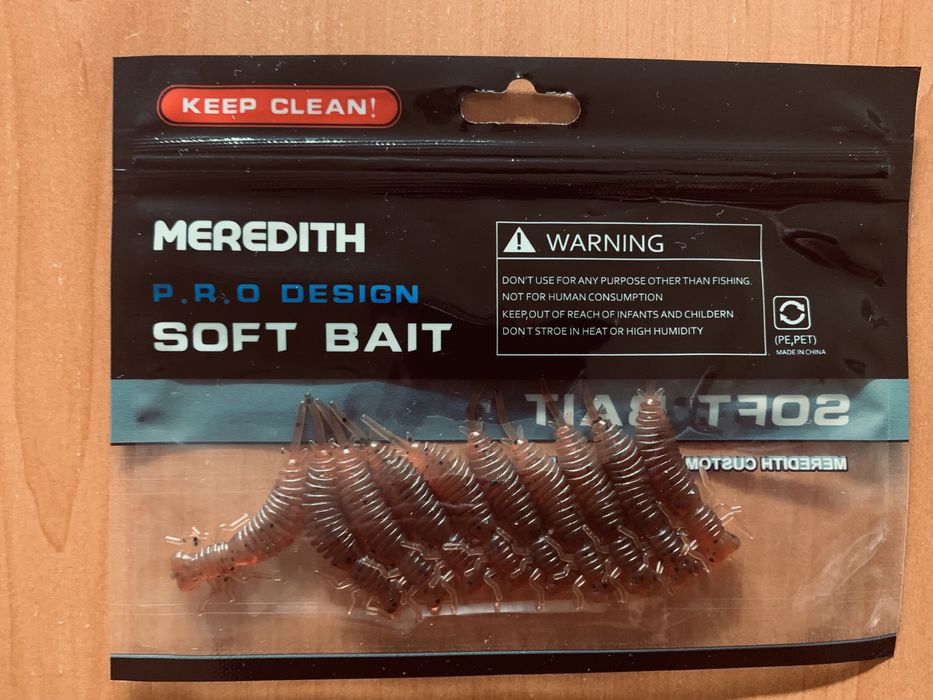 KEEP CLEAN!
MEREDITH
P.R.O DESIGN
SOFT BAIT
WARNING
DON'T USE FOR ANY PURPOSE OTHER THAN FISHING.
NOT FOR HUMAN CONSUMPTION
KEEP,OUT OF REACH OF INFANTS AND CHILDERN
DON T STROE IN HEAT OR HIGH HUMIDITY
(PE,PET)
MADE IN CHINA
SOFT BAIT
MEREDITH CUSTOM